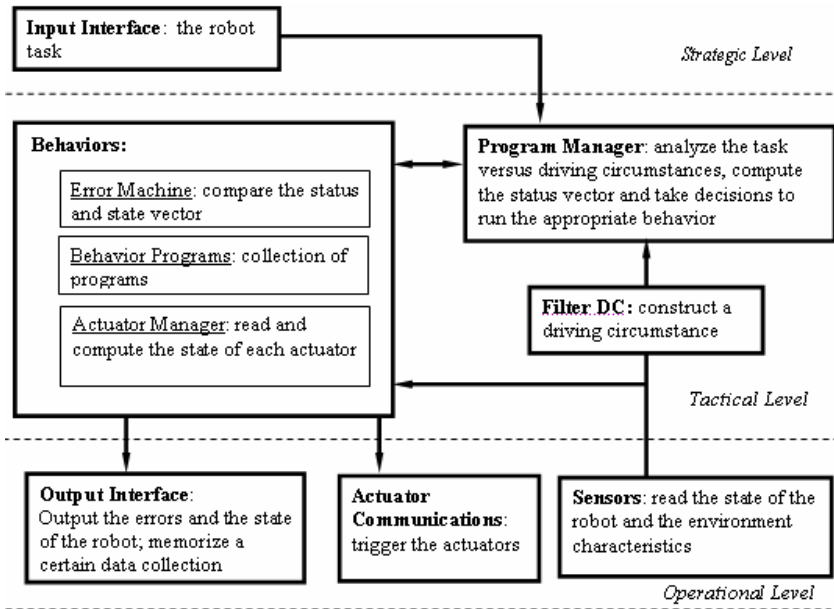 Input Interface: the robot
task
Strategic Level
Behaviors:
Error Machine: compare the status
and state vector
Behavior Programs: collection of
programs
Actuator Manager: read and
compute the state of each actuator
Program Manager: analyze the task
versus driving circumstances, compute
the status vector and take decisions to
run the appropriate behavior
Filter DC: construct a
driving circumstance
Tactical Level
Output Interface:
Output the errors and the state
of the robot; memorize a
certain data collection
Actuator
Communications:
trigger the actuators
Sensors: read the state of the
robot and the environment
characteristics
Operational Level